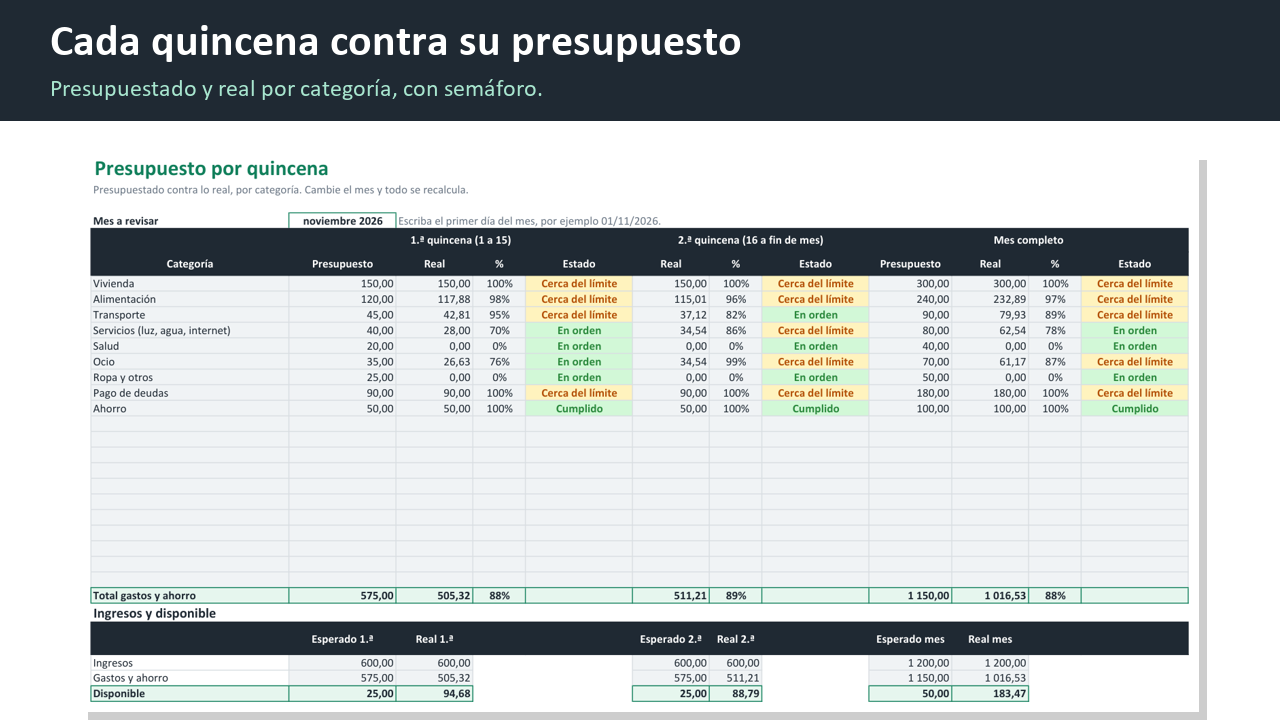 Cada quincena contra su presupuesto
Presupuestado y real por categoría, con semáforo.
Presupuesto por quincena
Presupuestado contra lo real, por categoría. Cambie el mes y todo se recalcula.
Mes a revisar noviembre 2026 Escriba el primer día del mes, por ejemplo 01/11/2026.
1.ª quincena (1 a 15) 2.ª quincena (16 a fin de mes) Mes completo
Categoría Presupuesto Real % Estado Real % Estado Presupuesto Real % Estado
Vivienda 150,00 150,00 100% Cerca del límite 150,00 100% Cerca del límite 300,00 300,00 100% Cerca del límite
Alimentación 120,00 117,88 98% Cerca del límite 115,01 96% Cerca del límite 240,00 232,89 97% Cerca del límite
Transporte 45,00 42,81 95% Cerca del límite 37,12 82% En orden 90,00 79,93 89% Cerca del límite
Servicios (luz, agua, internet) 40,00 28,00 70% En orden 34,54 86% Cerca del límite 80,00 62,54 78% En orden
Salud 20,00 0,00 0% En orden 0,00 0% En orden 40,00 0,00 0% En orden
Ocio 35,00 26,63 76% En orden 34,54 99% Cerca del límite 70,00 61,17 87% Cerca del límite
Ropa y otros 25,00 0,00 0% En orden 0,00 0% En orden 50,00 0,00 0% En orden
Pago de deudas 90,00 90,00 100% Cerca del límite 90,00 100% Cerca del límite 180,00 180,00 100% Cerca del límite
Ahorro 50,00 50,00 100% Cumplido 50,00 100% Cumplido 100,00 100,00 100% Cumplido
Total gastos y ahorro 575,00 505,32 88% 511,21 89% 1 150,00 1 016,53 88%
Ingresos y disponible
Esperado 1.ª Real 1.ª Esperado 2.ª Real 2.ª Esperado mes Real mes
Ingresos 600,00 600,00 600,00 600,00 1 200,00 1 200,00
Gastos y ahorro 575,00 505,32 575,00 511,21 1 150,00 1 016,53
Disponible 25,00 94,68 25,00 88,79 50,00 183,47